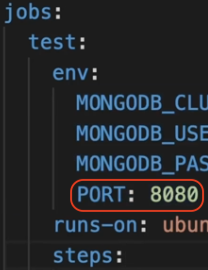 jobs:
test:
env:
MONGODB_CLU
MONGODB_USE
MONGODB_PAS
PORT: 8080
runs-on: ubun
steps: